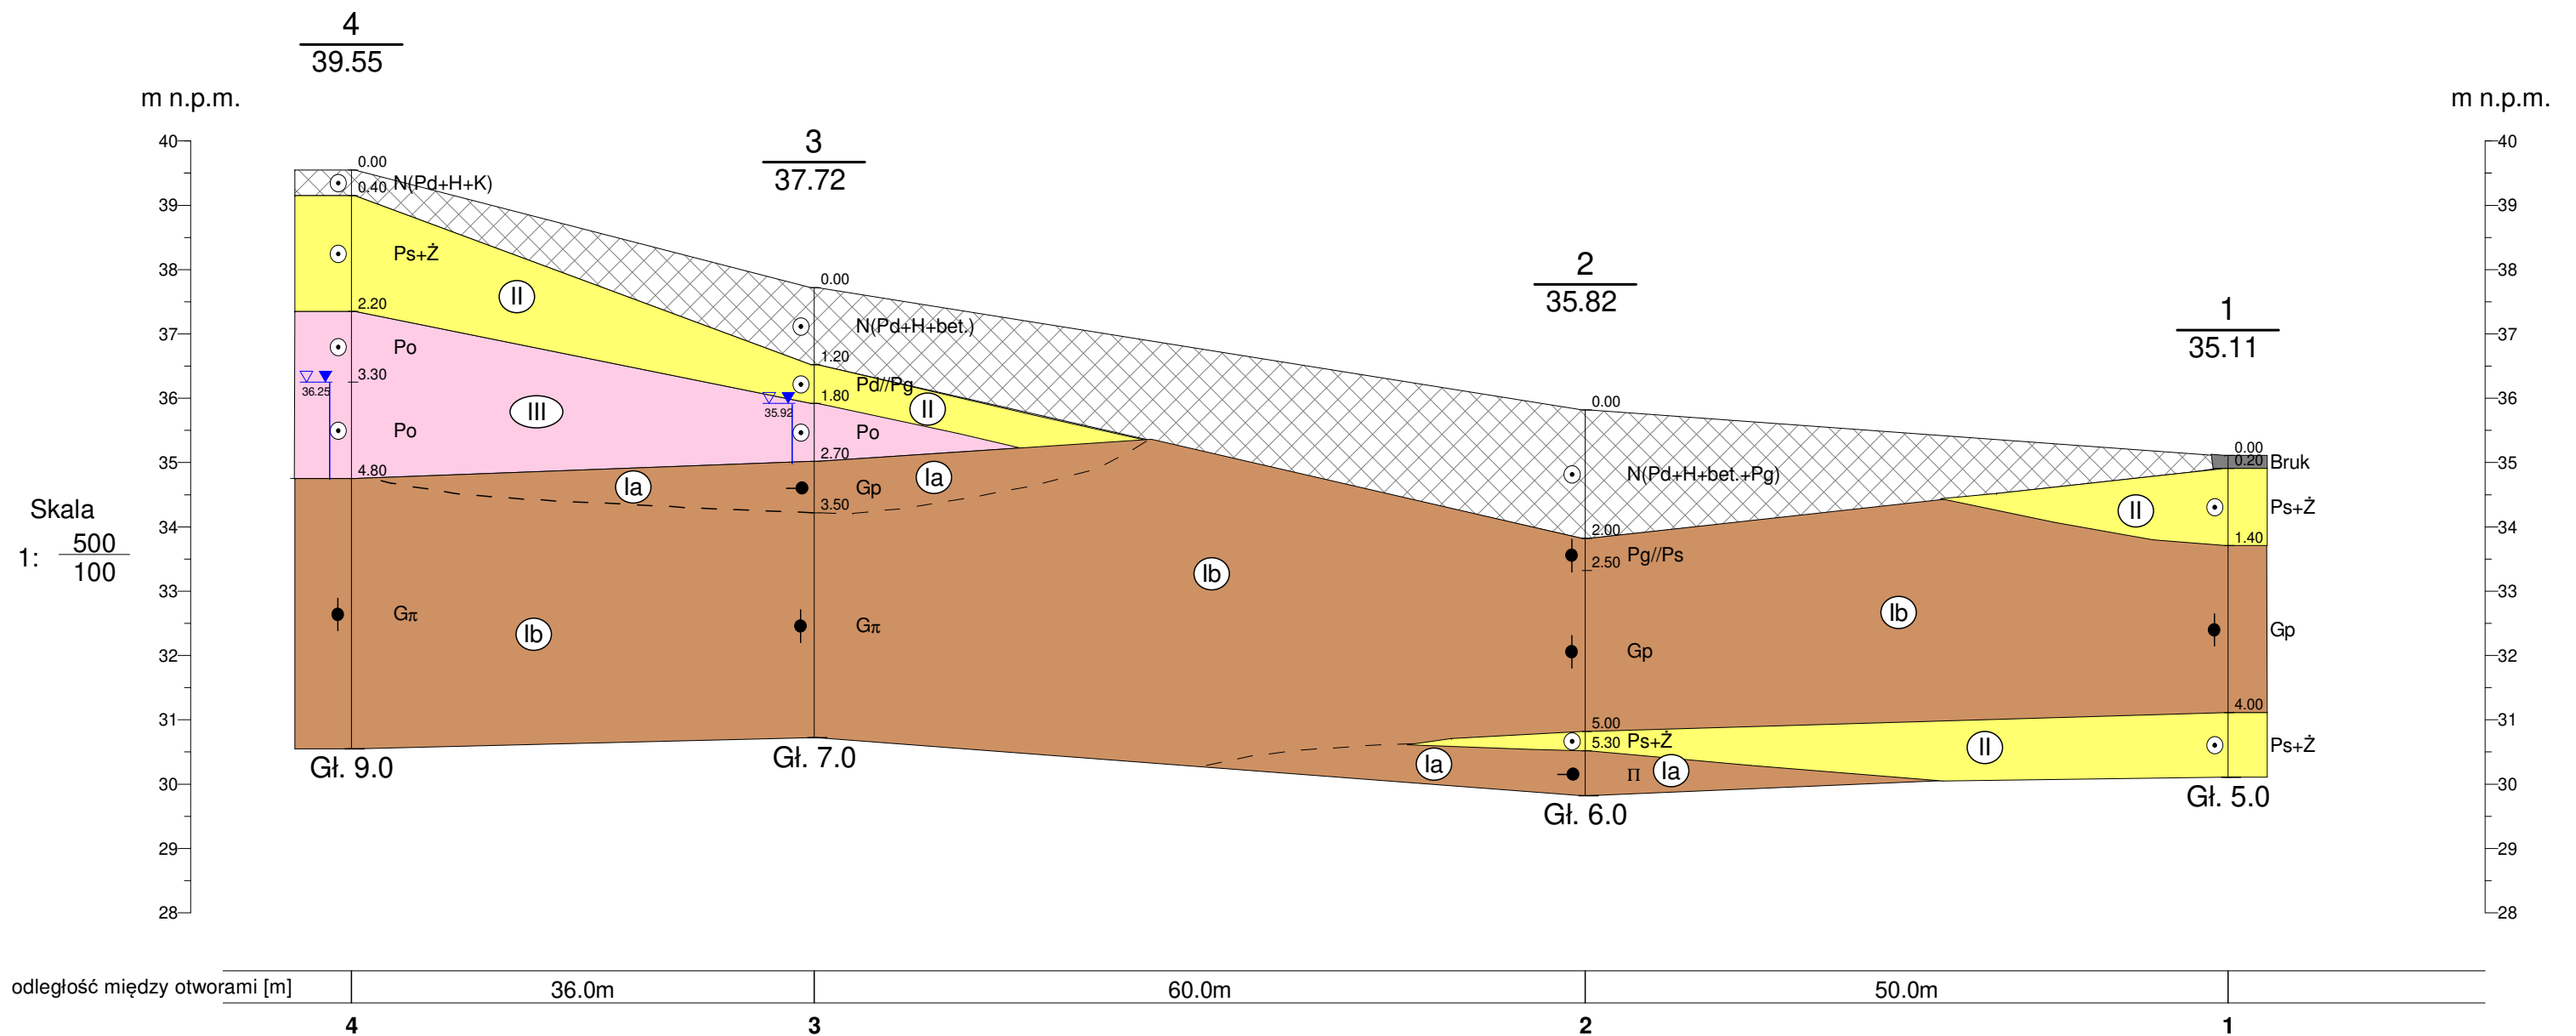 4
39.55
m n.p.m.
m n.p.m.
3
37.72
2
35.82
1
35.11
40
39
38
37
36
35
34
33
32
31
30
29
28
40
39
38
37
36
35
34
33
32
31
30
29
28
Skala
1: 500
100
0.00
0.40 N(Pd+H+K)
Ps+Ż
II
2.20
Po
3.30
36.25
III
Po
4.80
Ia
Gπ
Ib
Gł. 9.0
0.00
N(Pd+H+bet.)
1.20
Pd//Pg
1.80
35.92
II
Po
2.70
Ia
Gp
3.50
Gπ
Ib
Gł. 7.0
0.00
N(Pd+H+bet.+Pg)
2.00
Pg//Ps
2.50
Gp
Ib
5.00
Ps+Ż
5.30
Ia
Π
Ia
II
Gł. 6.0
0.00
0.20 Bruk
II
Ps+Ż
1.40
Gp
4.00
Ps+Ż
Gł. 5.0
odległość między otworami [m]
36.0m
60.0m
50.0m
4
3
2
1